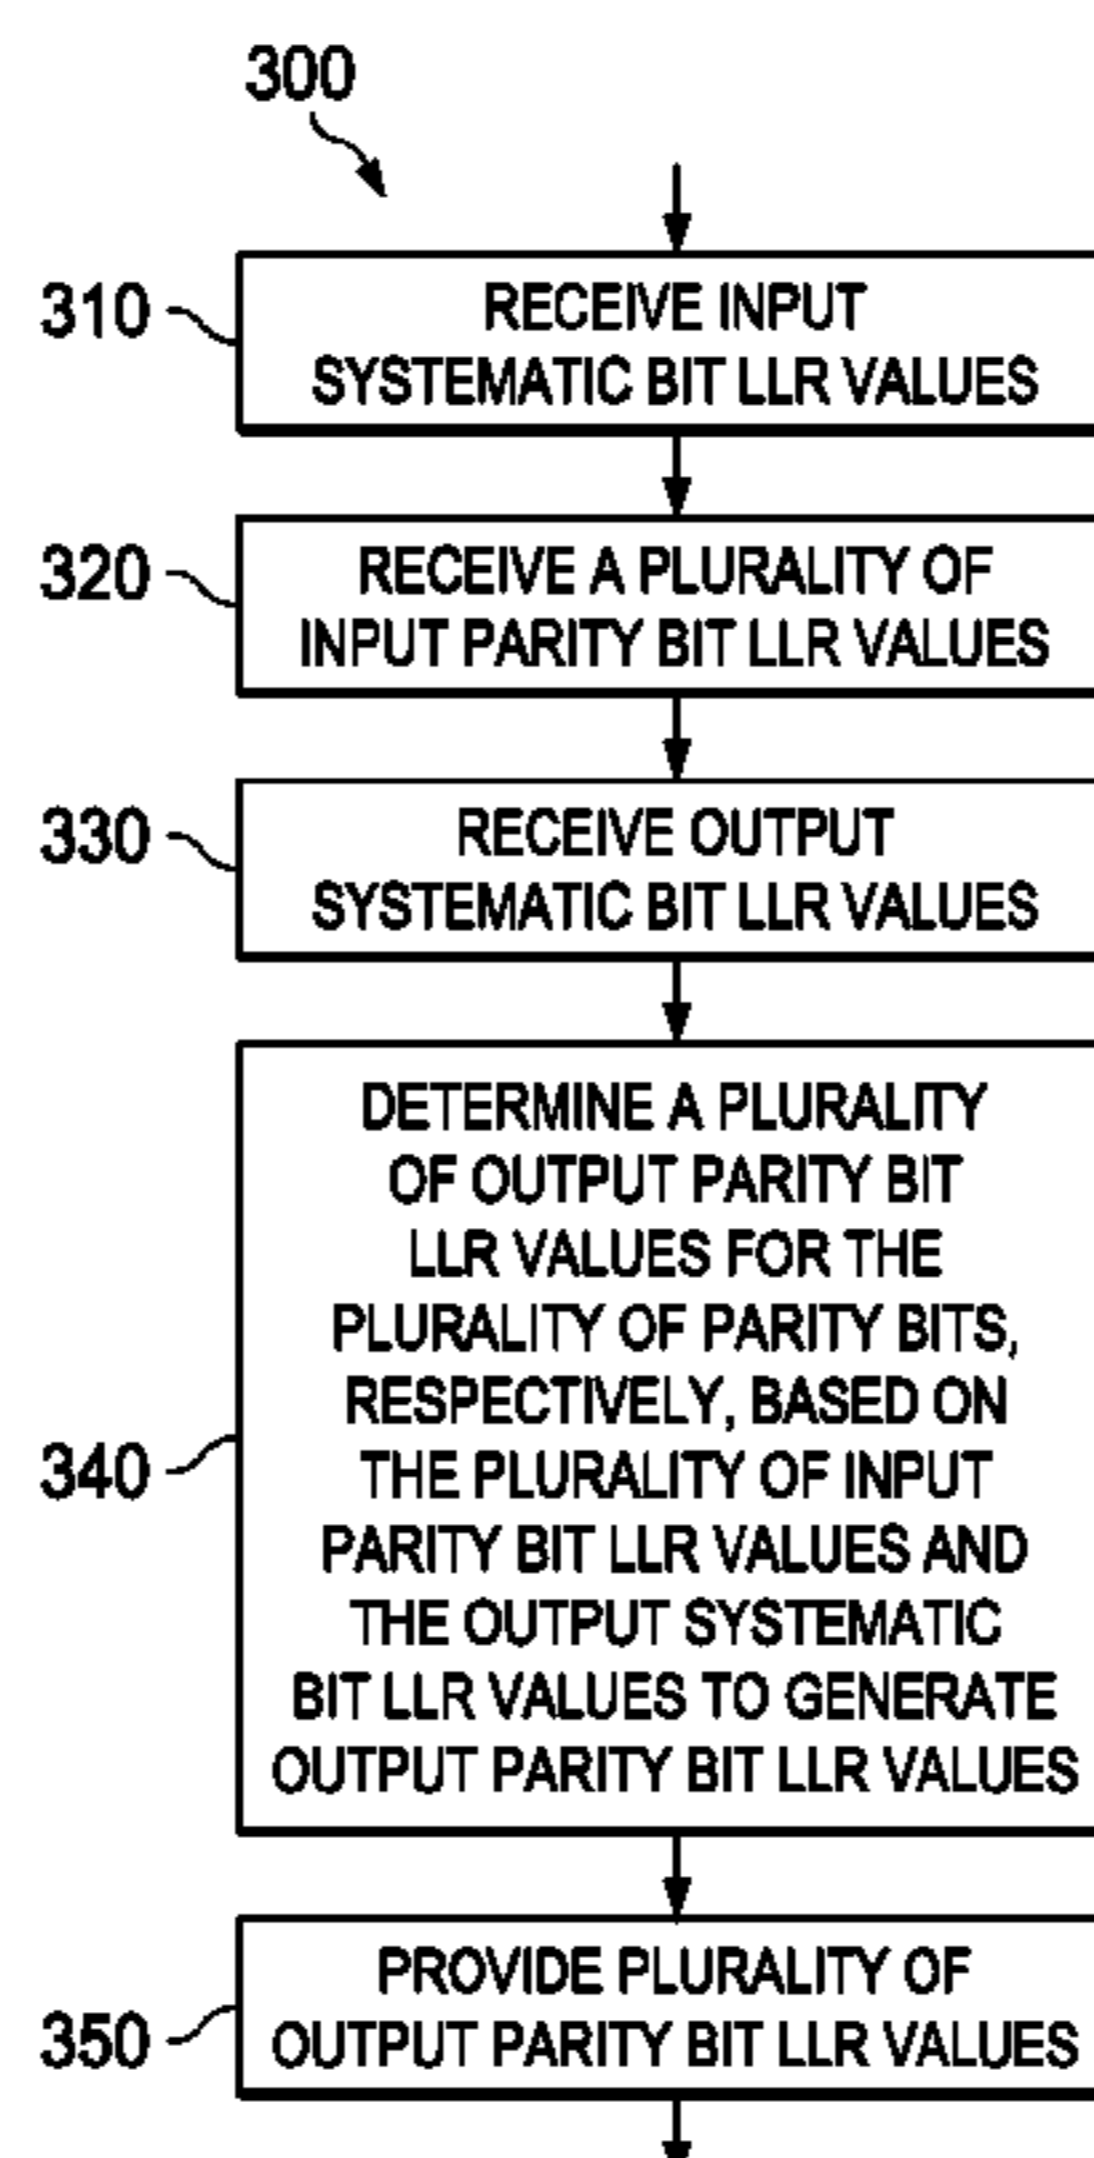 300
310
RECEIVE INPUT
SYSTEMATIC BIT LLR VALUES
320
RECEIVE A PLURALITY OF
INPUT PARITY BIT LLR VALUES
330
RECEIVE OUTPUT
SYSTEMATIC BIT LLR VALUES
340
DETERMINE A PLURALITY
OF OUTPUT PARITY BIT
LLR VALUES FOR THE
PLURALITY OF PARITY BITS,
RESPECTIVELY, BASED ON
THE PLURALITY OF INPUT
PARITY BIT LLR VALUES AND
THE OUTPUT SYSTEMATIC
BIT LLR VALUES TO GENERATE
OUTPUT PARITY BIT LLR VALUES
350
PROVIDE PLURALITY OF
OUTPUT PARITY BIT LLR VALUES